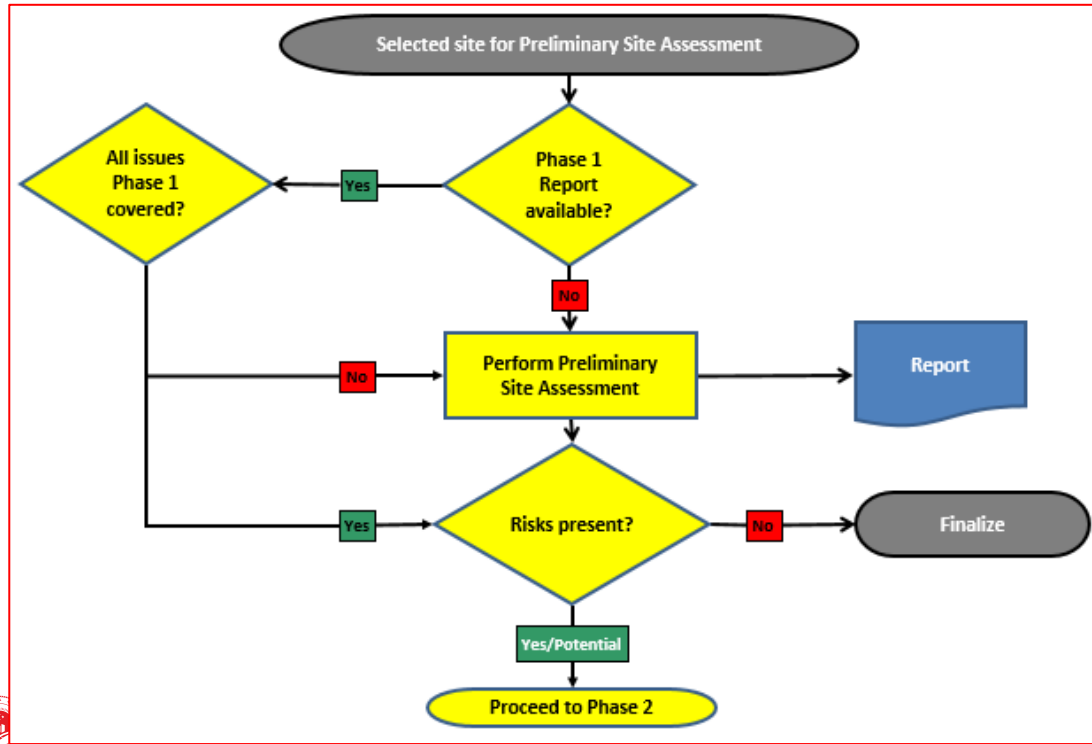 Selected site for Preliminary Site Assessment
All issues
Phase 1
covered?
Yes
Phase 1
Report
available?
No
No
Perform Preliminary
Site Assessment
Report
Yes
Risks present?
No
Finalize
Yes/Potential
Proceed to Phase 2